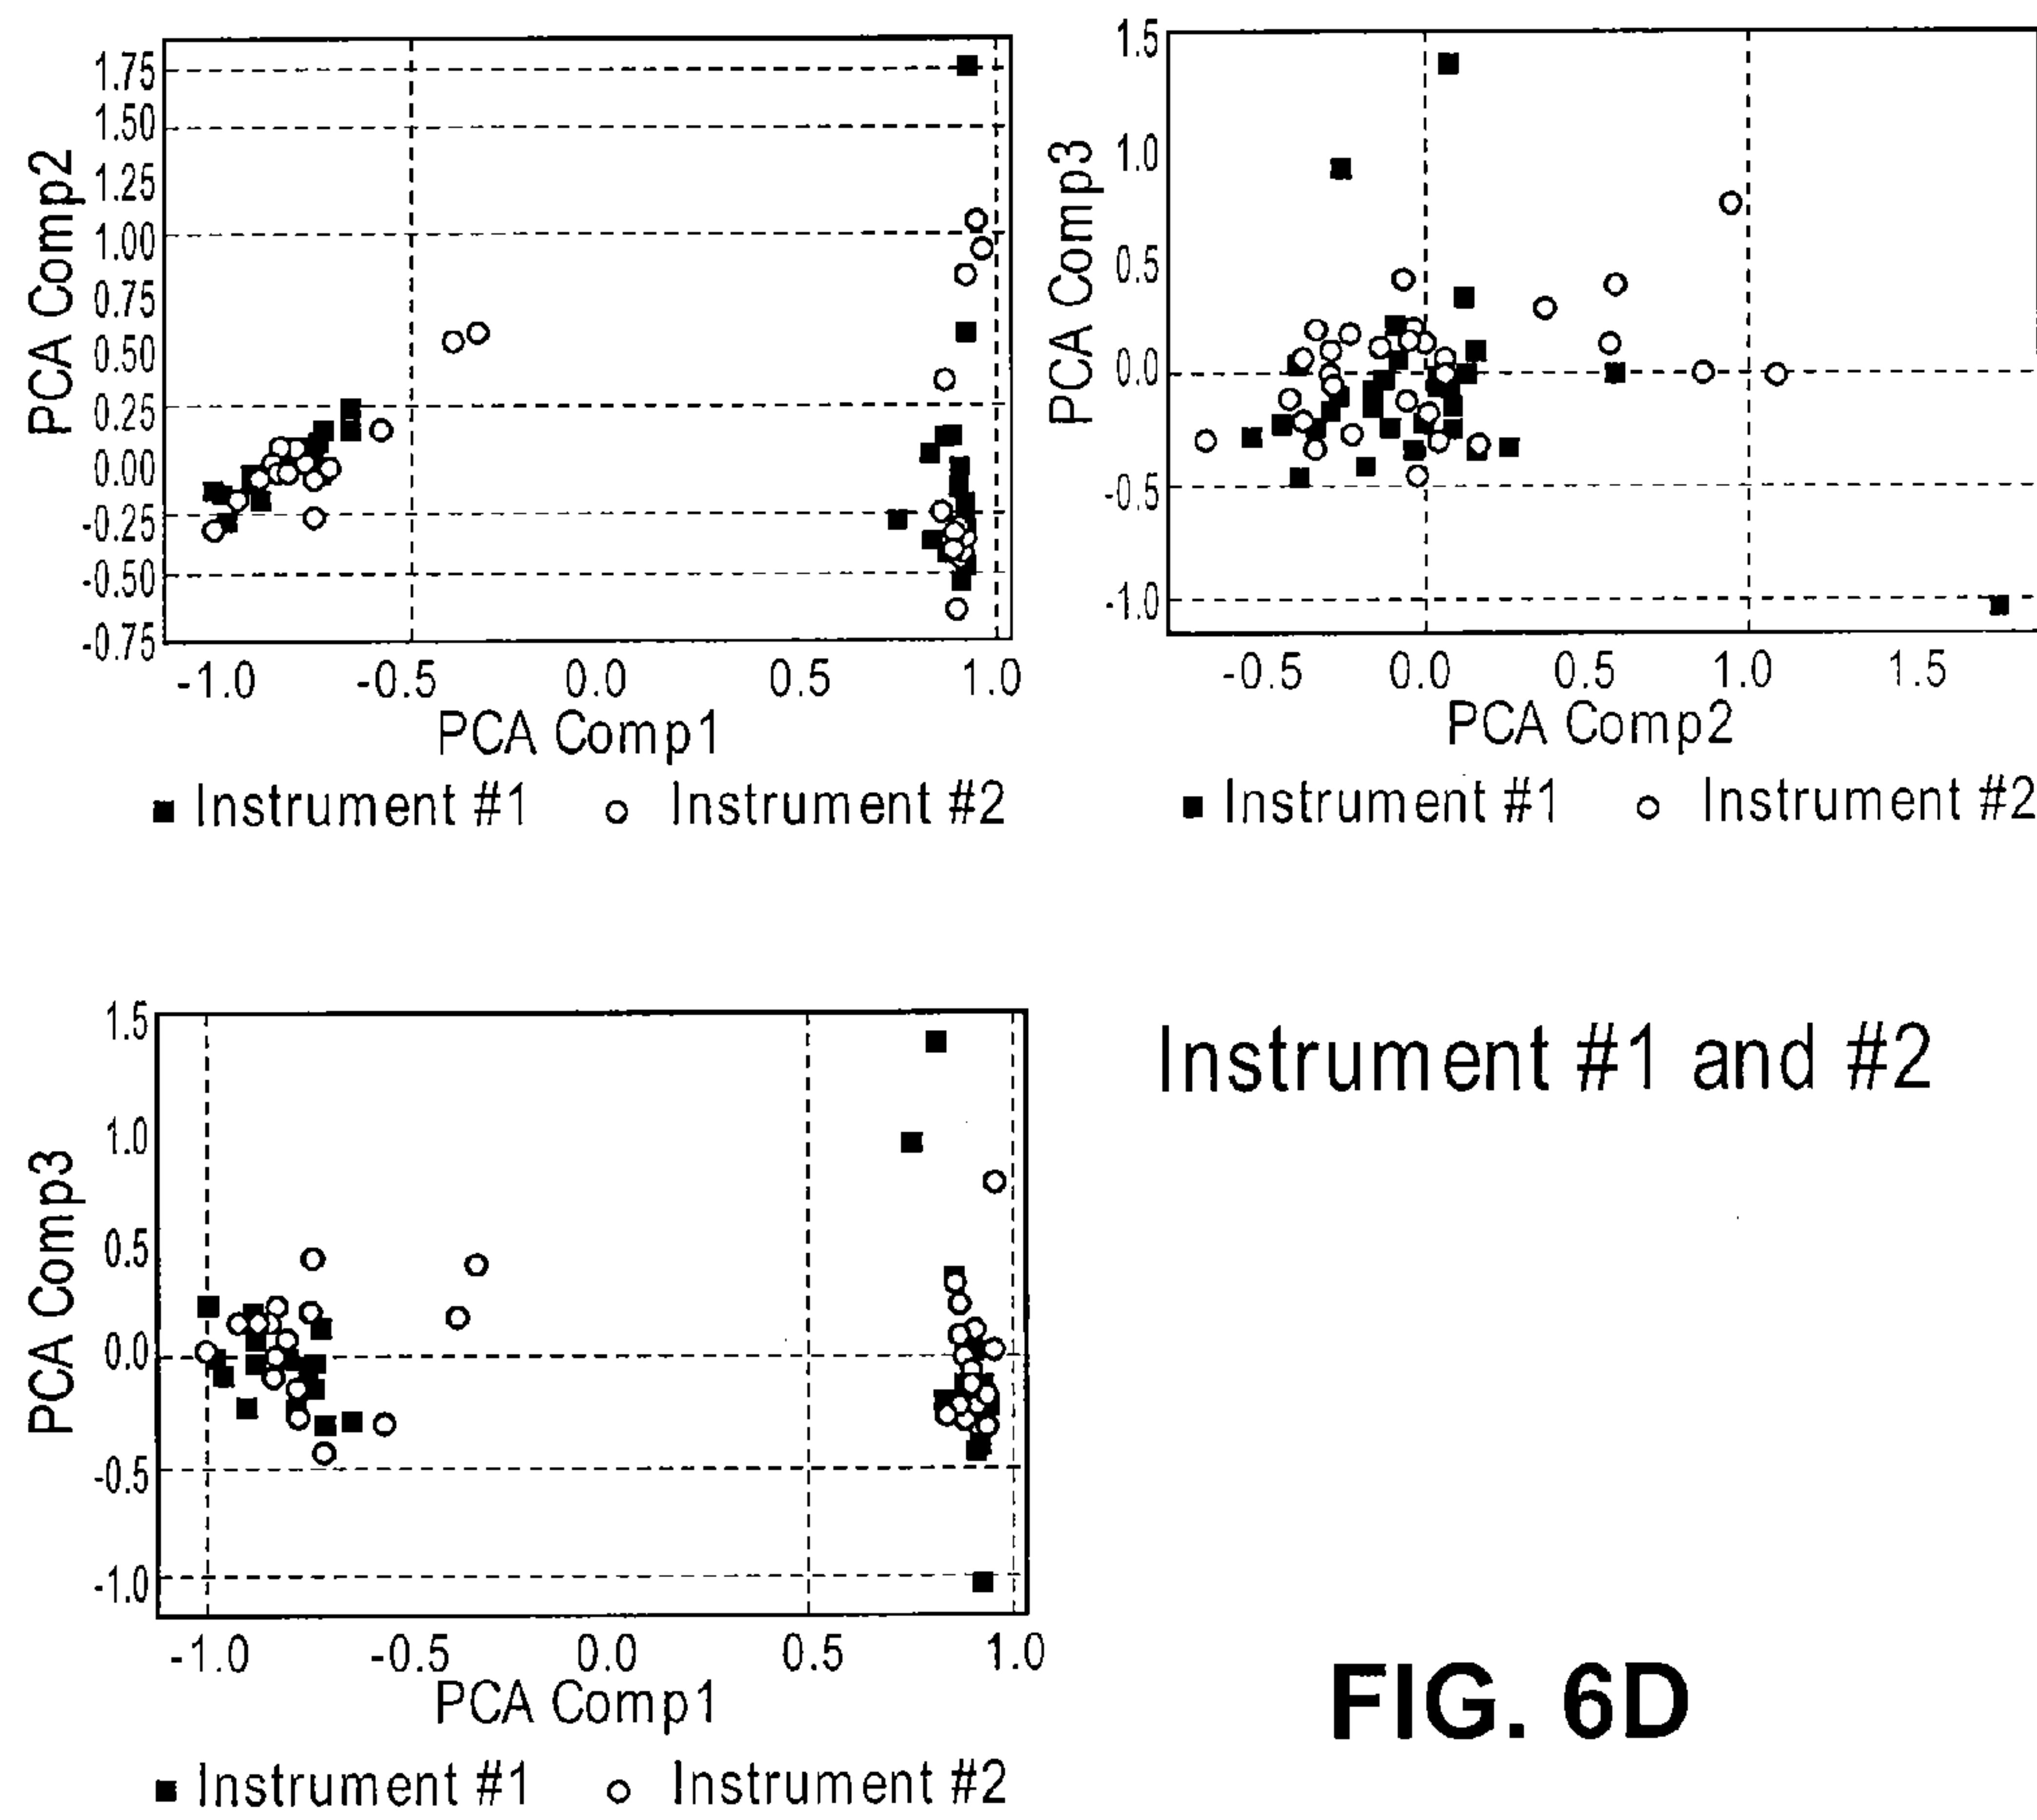 PCA Comp2
1.75
1.50
1.25
1.00
0.75
0.50
0.25
0.00
-0.25
-0.50
-0.75
-1.0 -0.5 0.0 0.5 1.0
PCA Comp1
Instrument #1 Instrument #2
PCA Comp3
1.5
1.0
0.5
0.0
-0.5
-1.0
-0.5 0.0 0.5 1.0 1.5
PCA Comp2
Instrument #1 Instrument #2
PCA Comp3
1.5
1.0
0.5
0.0
-0.5
-1.0
-1.0 -0.5 0.0 0.5 1.0
PCA Comp1
Instrument #1 Instrument #2
Instrument #1 and #2
FIG. 6D